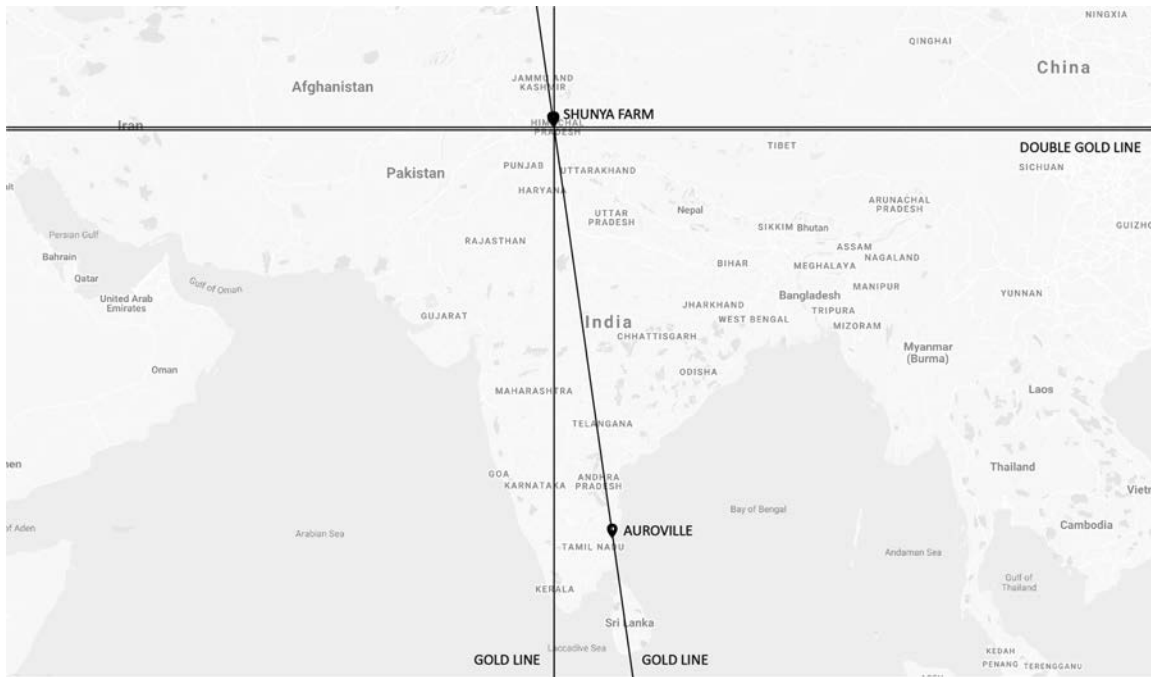 NINGXIA
QINGHAI
China
JAMMU AND
KASHMIR
Afghanistan
SHUNYA FARM
Iran
HIMACHAL
PRADESH
DOUBLE GOLD LINE
TIBET
SICHUAN
PUNJAB
UTTARAKHAND
Pakistan
HARYANA
ARUNACHAL
PRADESH
UTTAR
PRADESH
Nepal
SIKKIM
Bhutan
GUIZHO
Persian Gulf
RAJASTHAN
ASSAM
NAGALAND
Bahrain
BIHAR
MEGHALAYA
Qatar
Gulf of Oman
MANIPUR
United Arab
Emirates
JHARKHAND
Bangladesh
YUNNAN
TRIPURA
GUJARAT
India
WEST BENGAL
MIZORAM
CHHATTISGARH
Myanmar
(Burma)
Oman
ODISHA
MAHARASHTRA
Laos
TELANGANA
men
GOA
KARNATAKA
ANDHRA
PRADESH
Thailand
Viet
Bay of Bengal
of Aden
Arabian Sea
AUROVILLE
Cambodia
TAMIL NADU
Andaman Sea
Gulf of
Thailand
KERALA
Sri Lanka
Laccadive Sea
KEDAH
GOLD LINE
GOLD LINE
PENANG
TERENGGANU